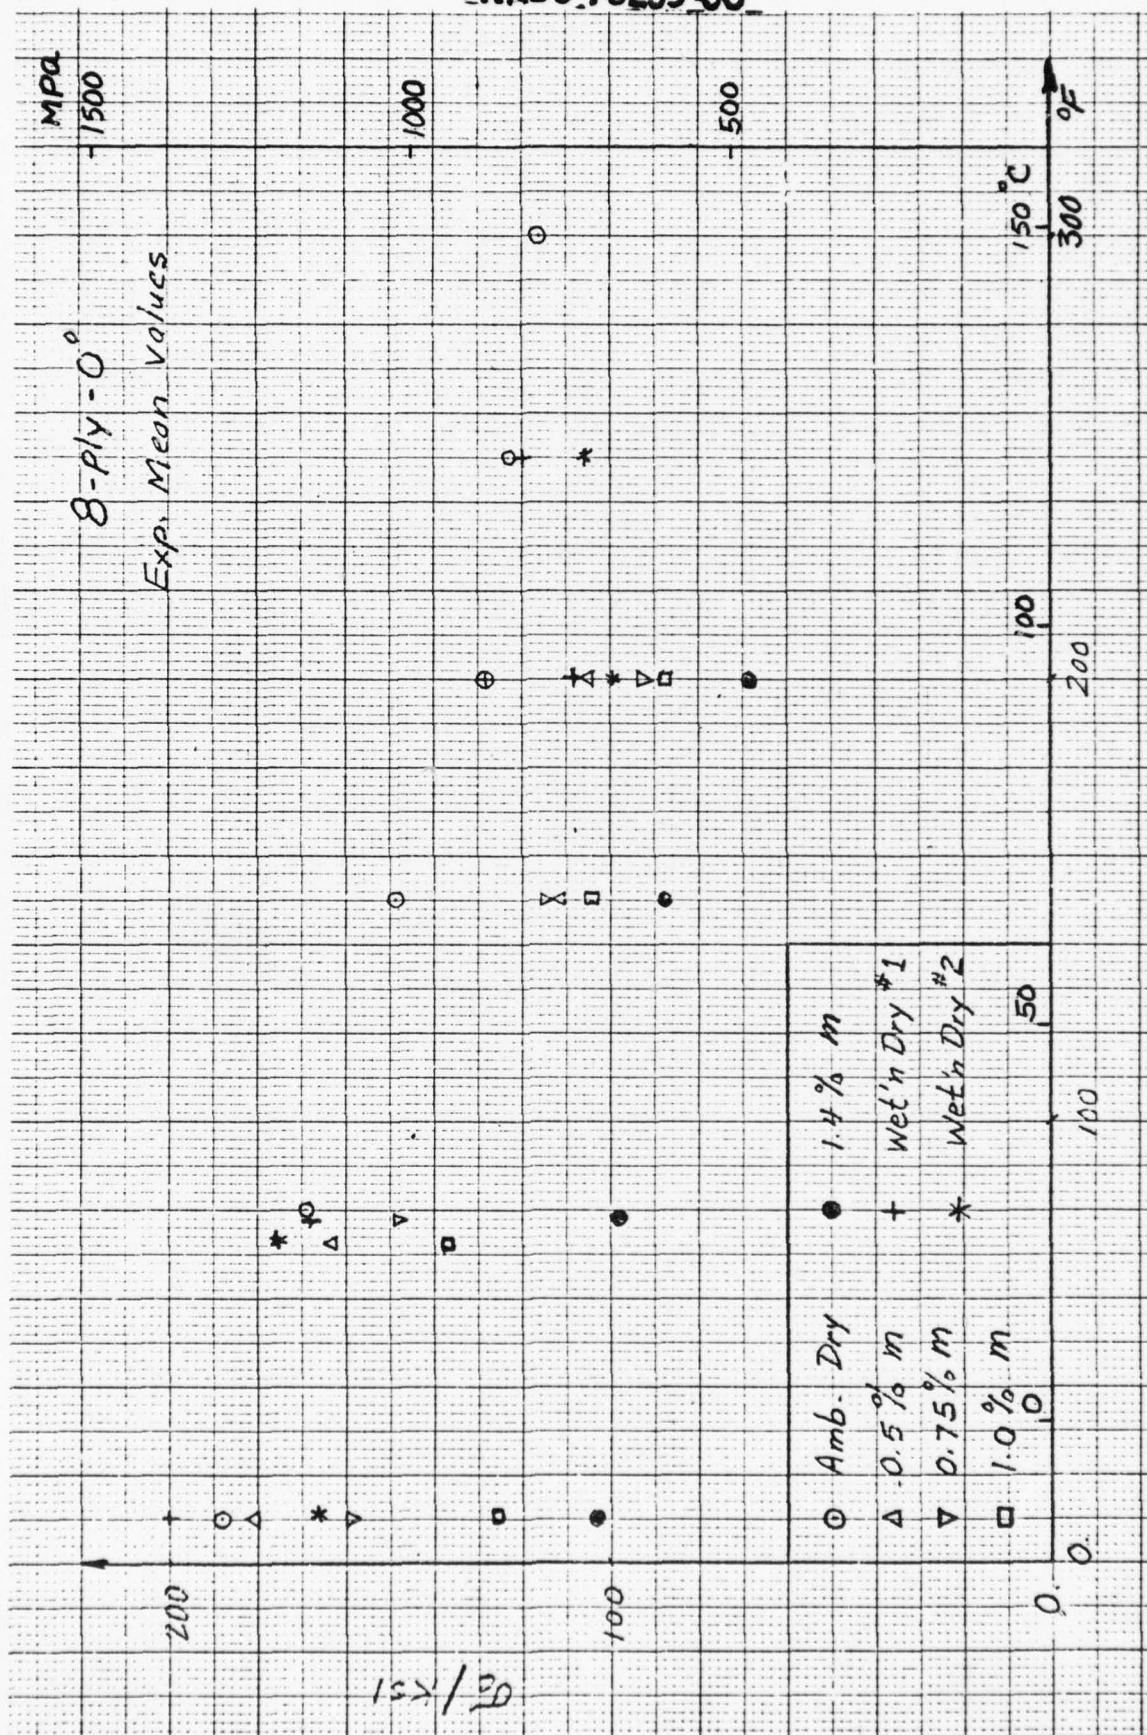 8-Ply-0°
Exp. Mean Values
MPa
1500
1000
500
200
100
0.
σc/KSI
0.
100
200
300
°F
0
50
100
150 °C
Amb. Dry
0.5% m
0.75% m
1.0% m
1.4% m
Wet'n Dry #1
Wet'n Dry #2